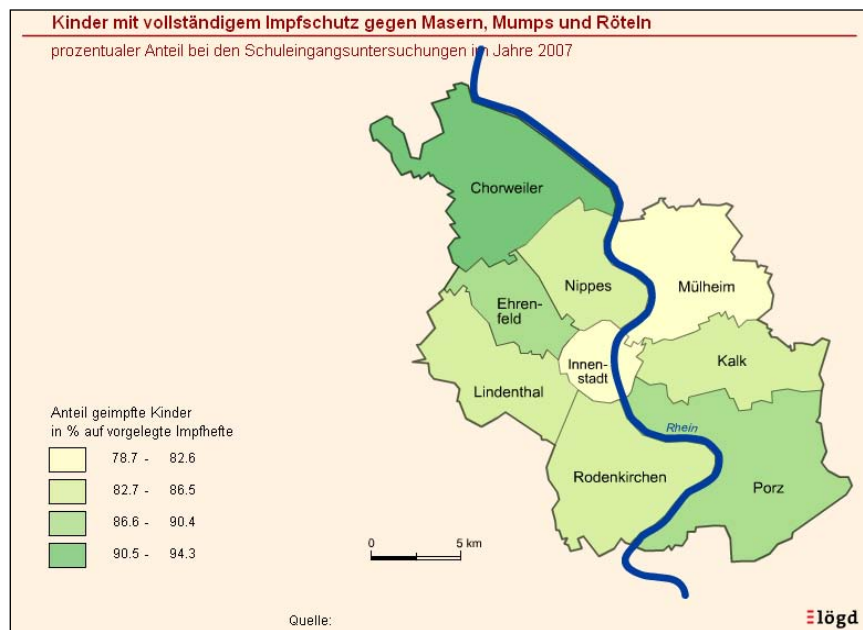 Kinder mit vollständigem Impfschutz gegen Masern, Mumps und Röteln
prozentualer Anteil bei den Schuleingangsuntersuchungen im Jahre 2007
Chorweiler
Nippes
Mülheim
Ehren-
feld
Innen-
stadt
Kalk
Lindenthal
Rhein
Rodenkirchen
Porz
Anteil geimpfte Kinder
in % auf vorgelegte Impfhefte
78.7 - 82.6
82.7 - 86.5
86.6 - 90.4
90.5 - 94.3
0 5 km
Quelle:
lögd